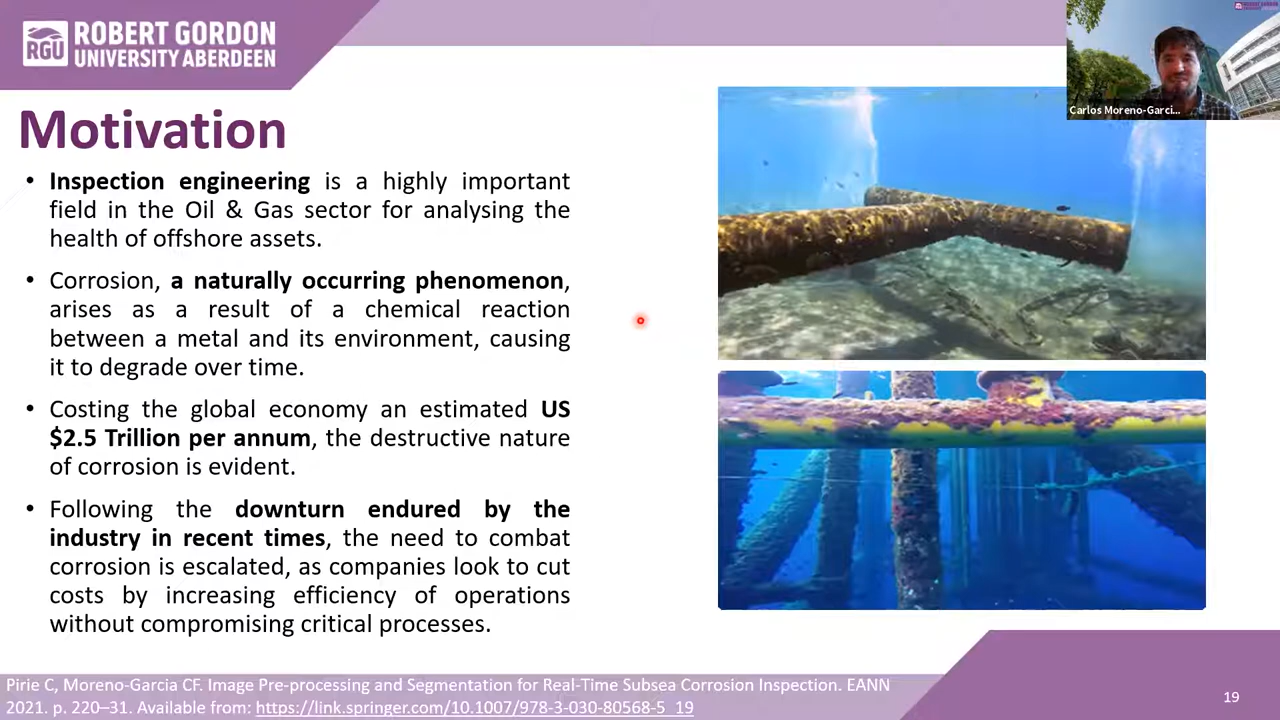 RGU
ROBERT GORDON
UNIVERSITY ABERDEEN
Carlos Moreno-Garci...
Motivation
• Inspection engineering is a highly important
field in the Oil & Gas sector for analysing the
health of offshore assets.
• Corrosion, a naturally occurring phenomenon,
arises as a result of a chemical reaction
between a metal and its environment, causing
it to degrade over time.
• Costing the global economy an estimated US
$2.5 Trillion per annum, the destructive nature
of corrosion is evident.
• Following the downturn endured by the
industry in recent times, the need to combat
corrosion is escalated, as companies look to cut
costs by increasing efficiency of operations
without compromising critical processes.
Pirie C, Moreno-Garcia CF. Image Pre-processing and Segmentation for Real-Time Subsea Corrosion Inspection. EANN
2021. p. 220–31. Available from: https://link.springer.com/10.1007/978-3-030-80568-5_19
19